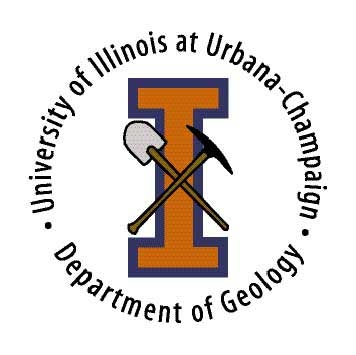 University of Illinois at Urbana-Champaign
Department of Geology